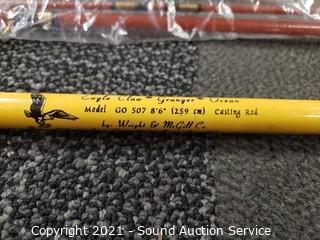 Eagle Claw - Granger - Ocean
Model GO 507 8'6" (259 cm) Casting Rod
by: Wright & McGill Co.
Copyright 2021 - Sound Auction Service